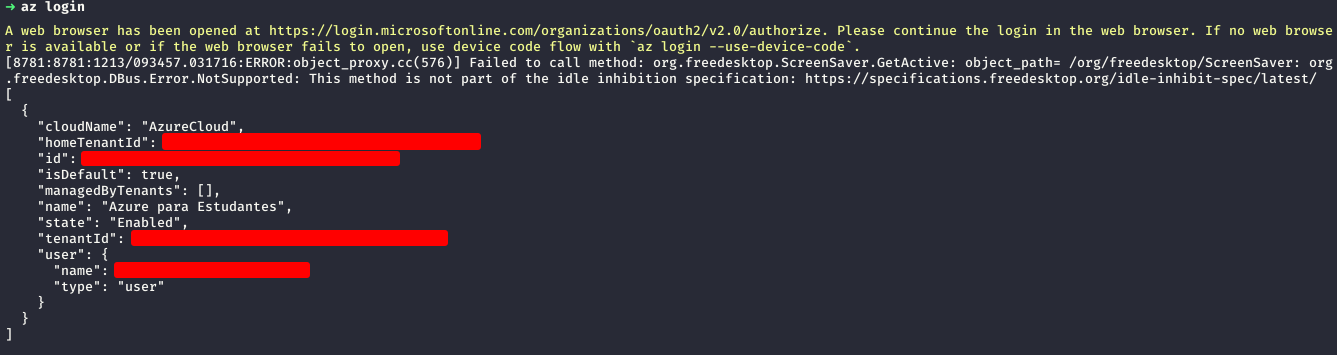 ➜ az login
A web browser has been opened at https://login.microsoftonline.com/organizations/oauth2/v2.0/authorize. Please continue the login in the web browser. If no web browse
r is available or if the web browser fails to open, use device code flow with `az login --use-device-code`.
[8781:8781:1213/093457.031716:ERROR:object_proxy.cc(576)] Failed to call method: org.freedesktop.ScreenSaver.GetActive: object_path= /org/freedesktop/ScreenSaver: org
.freedesktop.DBus.Error.NotSupported: This method is not part of the idle inhibition specification: https://specifications.freedesktop.org/idle-inhibit-spec/latest/
[
  {
    "cloudName": "AzureCloud",
    "homeTenantId":
    "id":
    "isDefault": true,
    "managedByTenants": [],
    "name": "Azure para Estudantes",
    "state": "Enabled",
    "tenantId":
    "user": {
      "name":
      "type": "user"
    }
  }
]